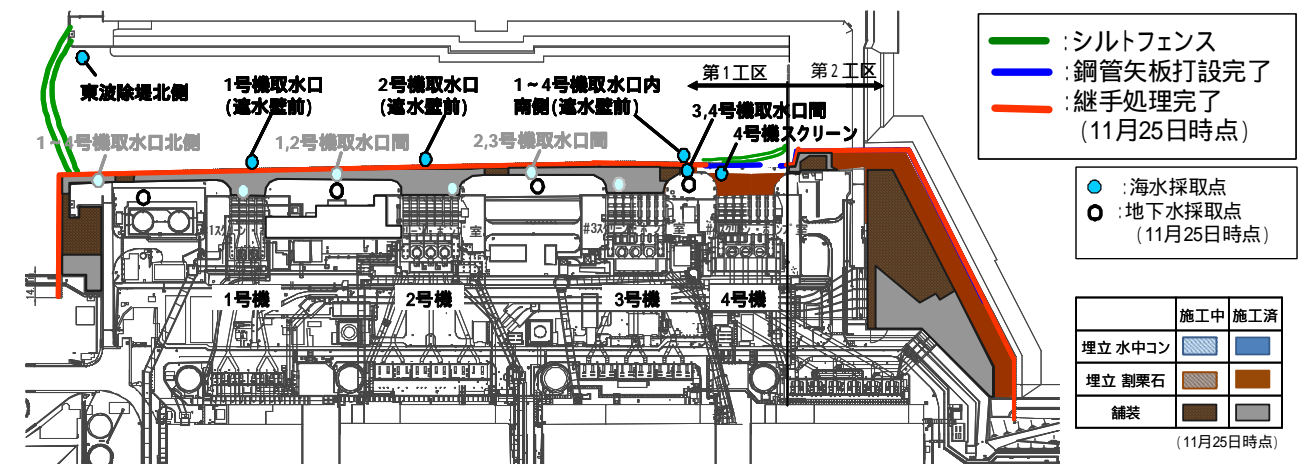 東波除堤北側
1号機取水口
(遮水壁前)
2号機取水口
(遮水壁前)
1~4号機取水口内
南側(遮水壁前)
第1工区
第2工区
3,4号機取水口間
4号機スクリーン
1~4号機取水口北側
1,2号機取水口間
2,3号機取水口間
1号機
2号機
3号機
4号機
:シルトフェンス
:鋼管矢板打設完了
:継手処理完了
(11月25日時点)
:海水採取点
:地下水採取点
(11月25日時点)
施工中 施工済
埋立 水中コン
埋立 割栗石
舗装
(11月25日時点)